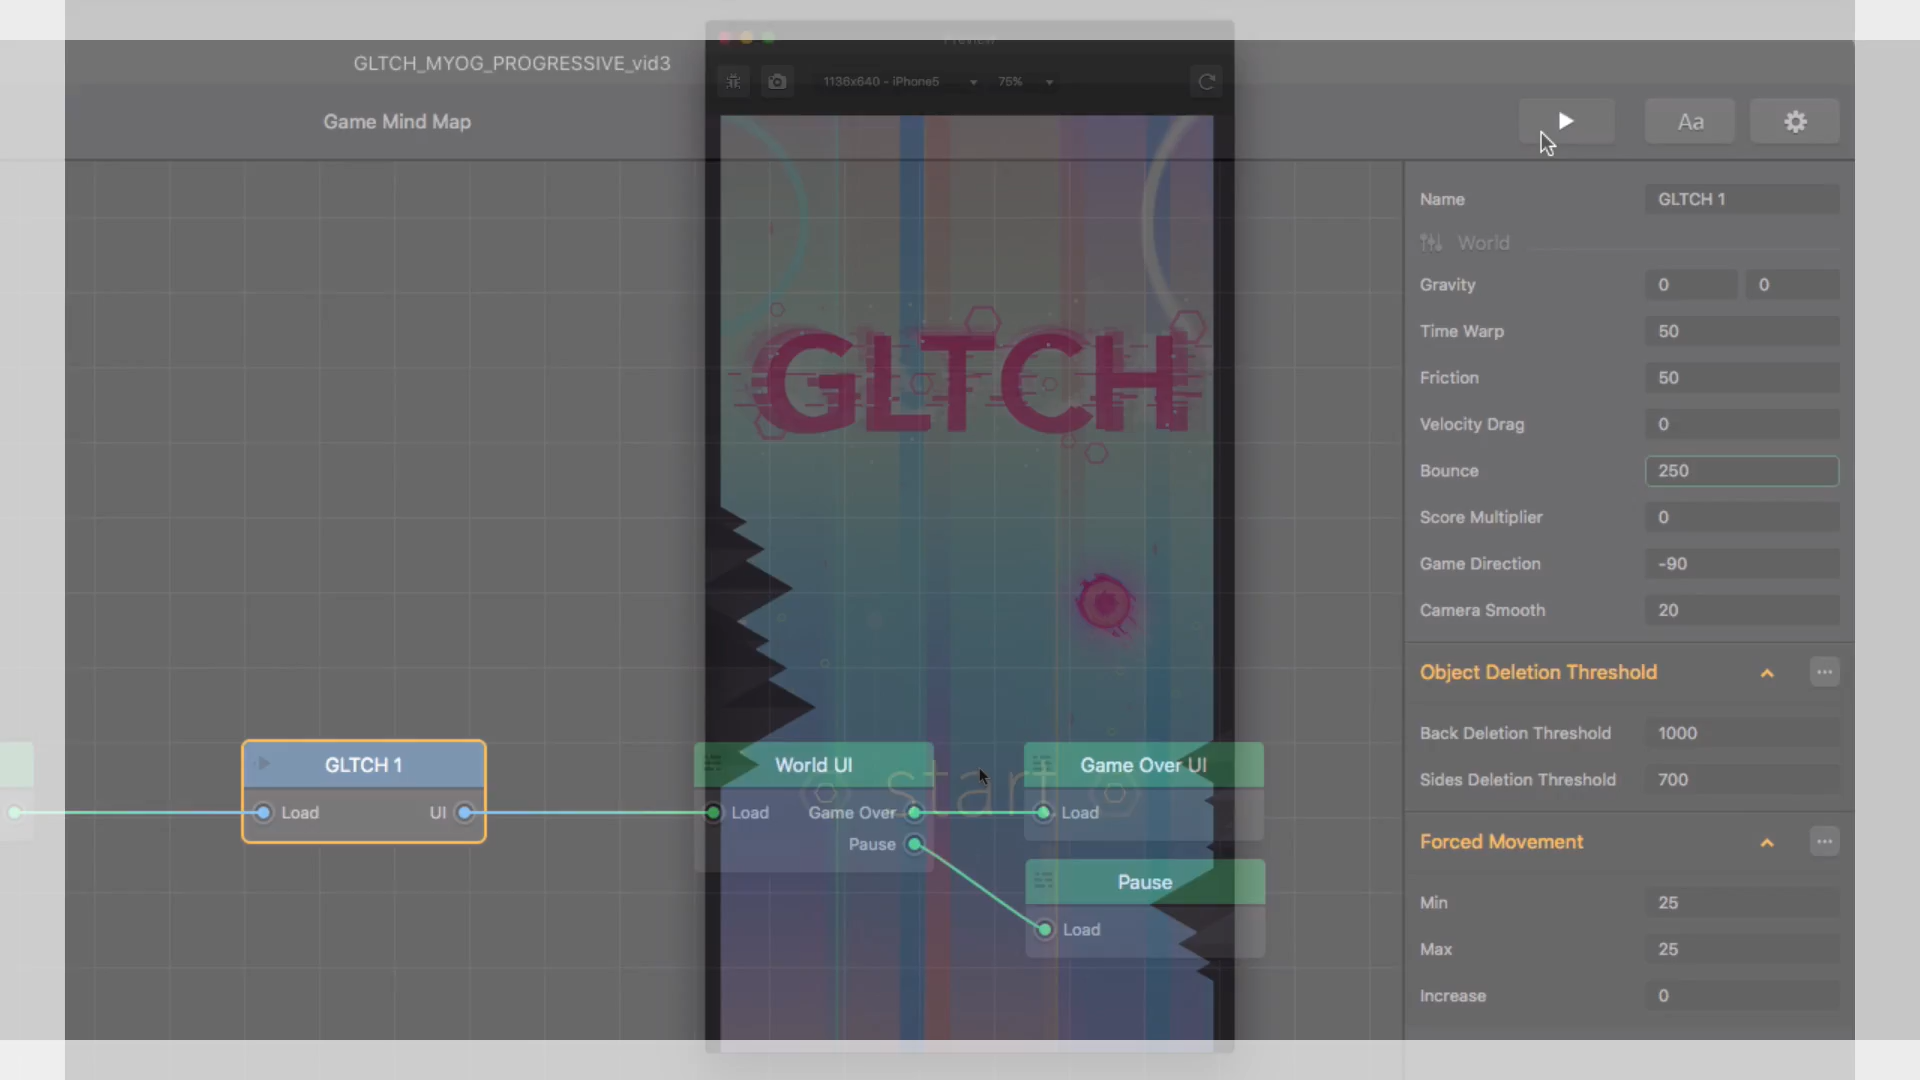 Preview
GLTCH_MYOG_PROGRESSIVE_vid3
1136x640 - iPhone5
75%
Game Mind Map
Aa
Name
GLTCH 1
World
Gravity
0
0
Time Warp
50
Friction
50
Velocity Drag
0
Bounce
250
Score Multiplier
0
Game Direction
-90
Camera Smooth
20
Object Deletion Threshold
Back Deletion Threshold
1000
Sides Deletion Threshold
700
Forced Movement
Min
25
Max
25
Increase
0
GLTCH
start
GLTCH 1
Load
UI
World UI
Load
Game Over
Pause
Game Over UI
Load
Pause
Load